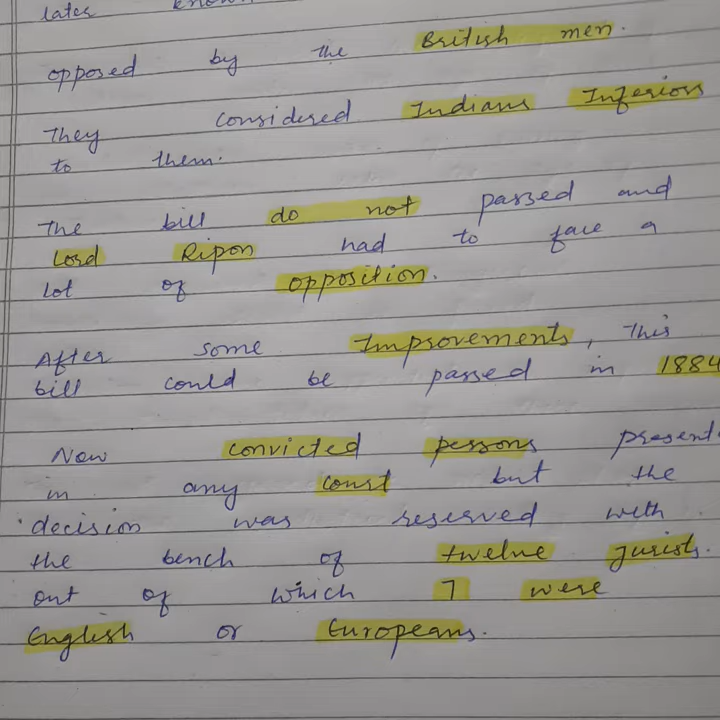 later known
opposed by the British men.
They considered Indians Inferiors
to them.
The bill do not passed and
Lord Ripon had to face a
lot of opposition.
After some Improvements, This
bill could be passed in 1884
Now convicted persons present
in any court but the
decision was reserved with
the bench of twelve jurists.
out of which 7 were
English or Europeans.